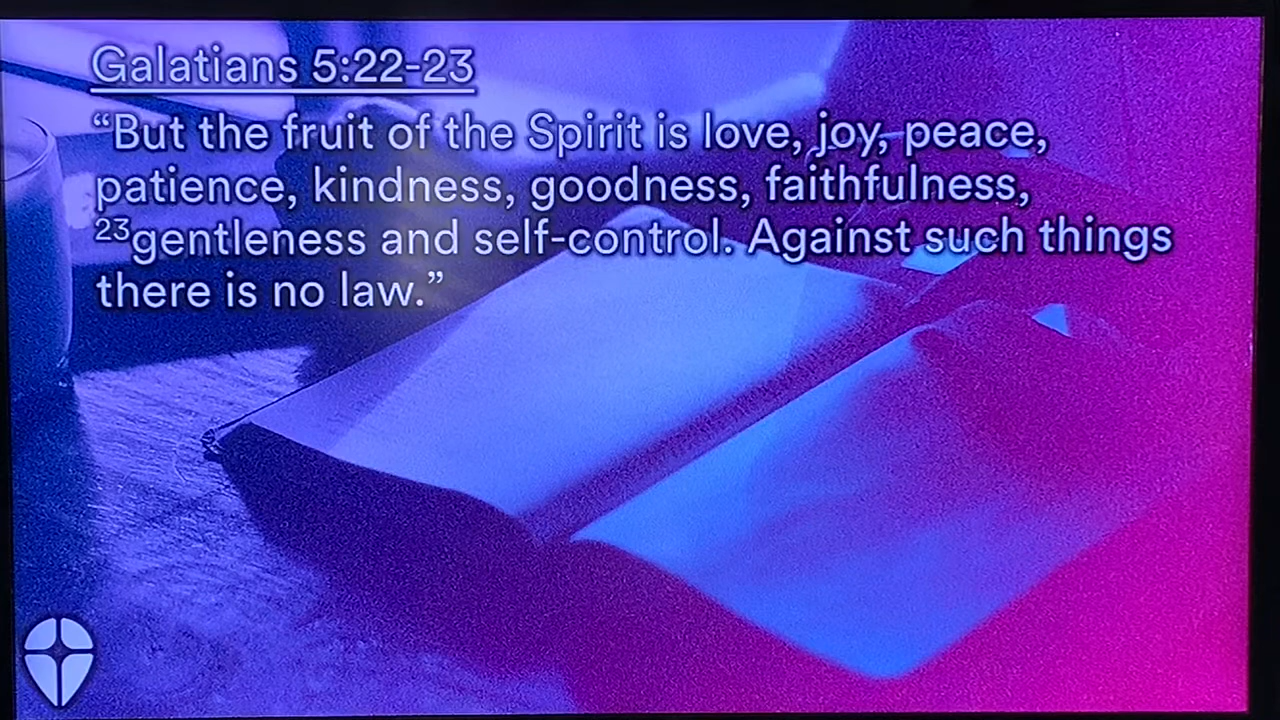 Galatians 5:22-23
“But the fruit of the Spirit is love, joy, peace,
patience, kindness, goodness, faithfulness,
²³gentleness and self-control. Against such things
there is no law.”